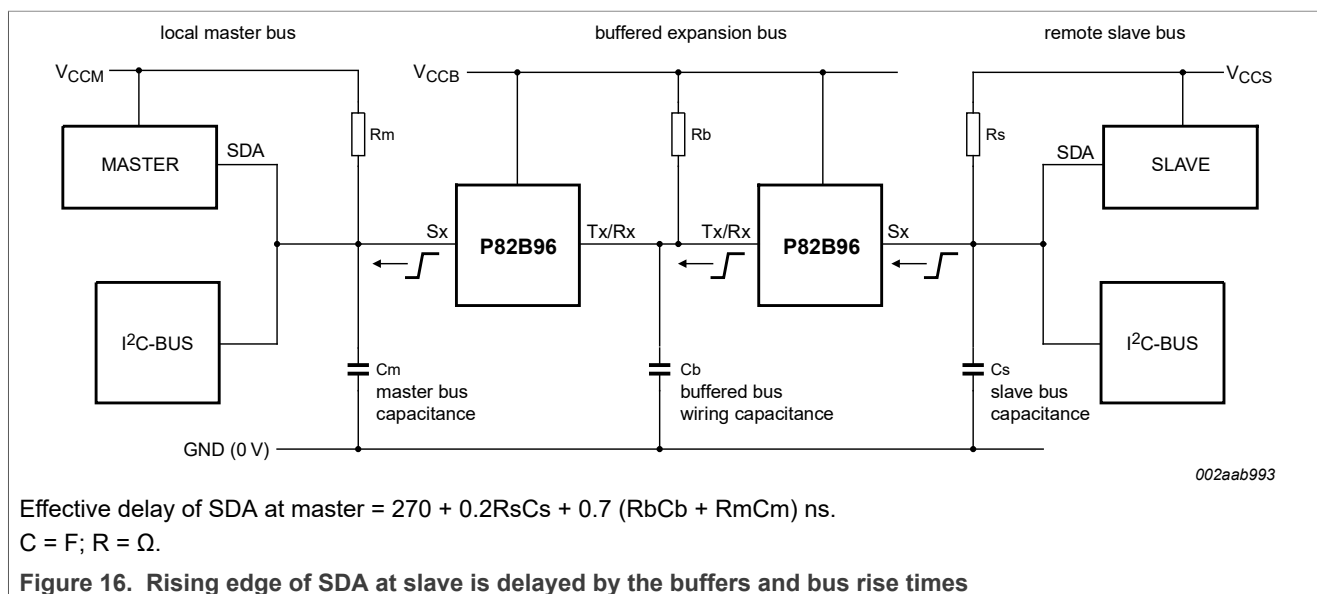 local master bus
buffered expansion bus
remote slave bus
VCCM
VCCB
VCCS
Rm
Rb
Rs
MASTER
SDA
SDA
SLAVE
Sx
P82B96
Tx/Rx
Tx/Rx
P82B96
Sx
I2C-BUS
I2C-BUS
Cm
master bus
capacitance
Cb
buffered bus
wiring capacitance
Cs
slave bus
capacitance
GND (0 V)
002aab993
Effective delay of SDA at master = 270 + 0.2RsCs + 0.7 (RbCb + RmCm) ns.
C = F; R = Ω.
Figure 16. Rising edge of SDA at slave is delayed by the buffers and bus rise times